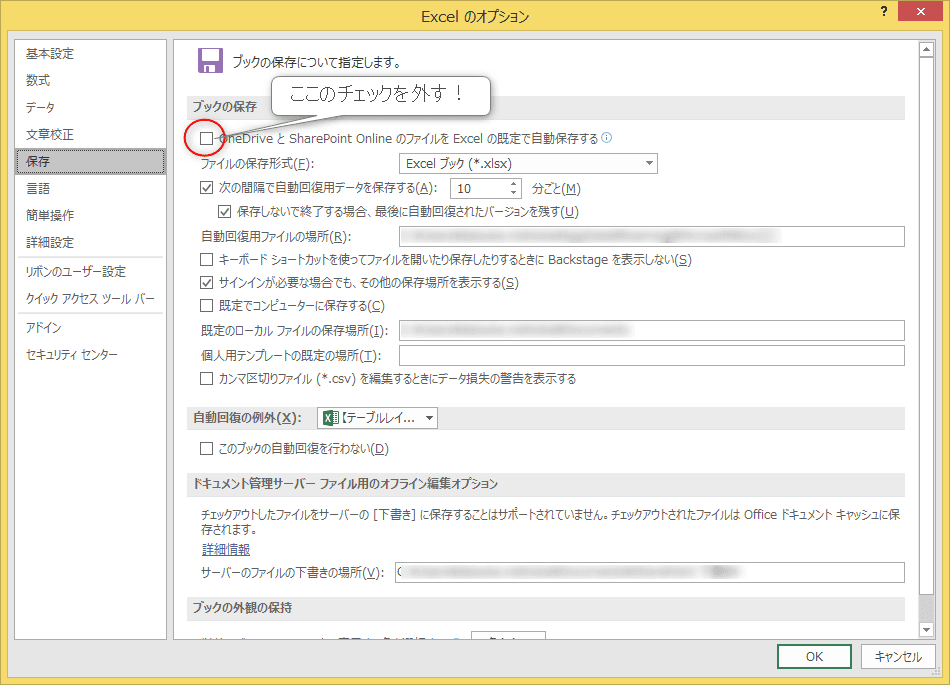 Excel のオプション
?
基本設定
数式
データ
文章校正
保存
言語
簡単操作
詳細設定
リボンのユーザー設定
クイック アクセス ツール バー
アドイン
セキュリティ センター
ブックの保存について指定します。
ここのチェックを外す！
ブックの保存
OneDrive と SharePoint Online のファイルを Excel の既定で自動保存する
ファイルの保存形式(F): Excel ブック (*.xlsx)
次の間隔で自動回復用データを保存する(A): 10 分ごと(M)
保存しないで終了する場合、最後に自動回復されたバージョンを残す(U)
自動回復用ファイルの場所(R):
キーボード ショートカットを使ってファイルを開いたり保存したりするときに Backstage を表示しない(S)
サインインが必要な場合でも、その他の保存場所を表示する(S)
既定でコンピューターに保存する(C)
既定のローカル ファイルの保存場所(I):
個人用テンプレートの既定の場所(T):
カンマ区切りファイル (*.csv) を編集するときにデータ損失の警告を表示する
自動回復の例外(X): 【テーブルレイ...
このブックの自動回復を行わない(D)
ドキュメント管理サーバー ファイル用のオフライン編集オプション
チェックアウトしたファイルをサーバーの [下書き] に保存することはサポートされていません。チェックアウトされたファイルは Office ドキュメント キャッシュに保
存されます。
詳細情報
サーバーのファイルの下書きの場所(V):
ブックの外観の保持
OK
キャンセル